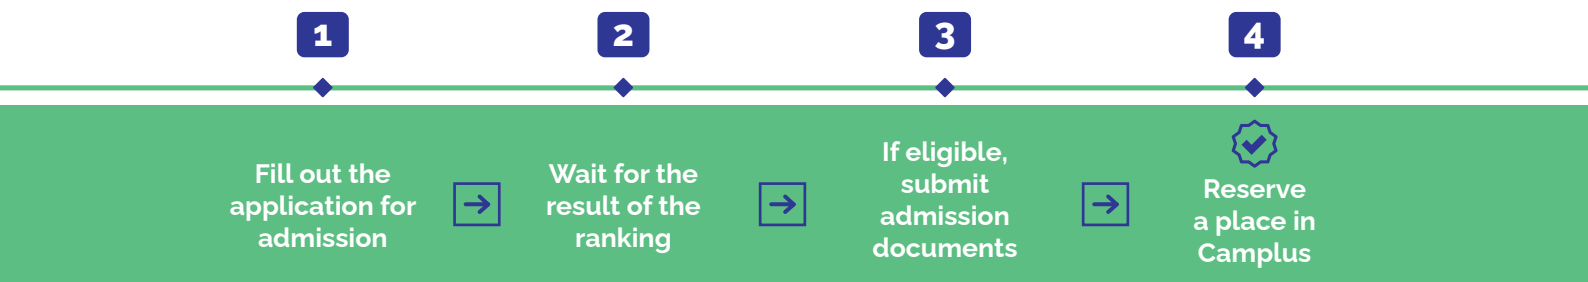 1
2
3
4
Fill out the
application for
admission
Wait for the
result of the
ranking
If eligible,
submit
admission
documents
Reserve
a place in
Camplus